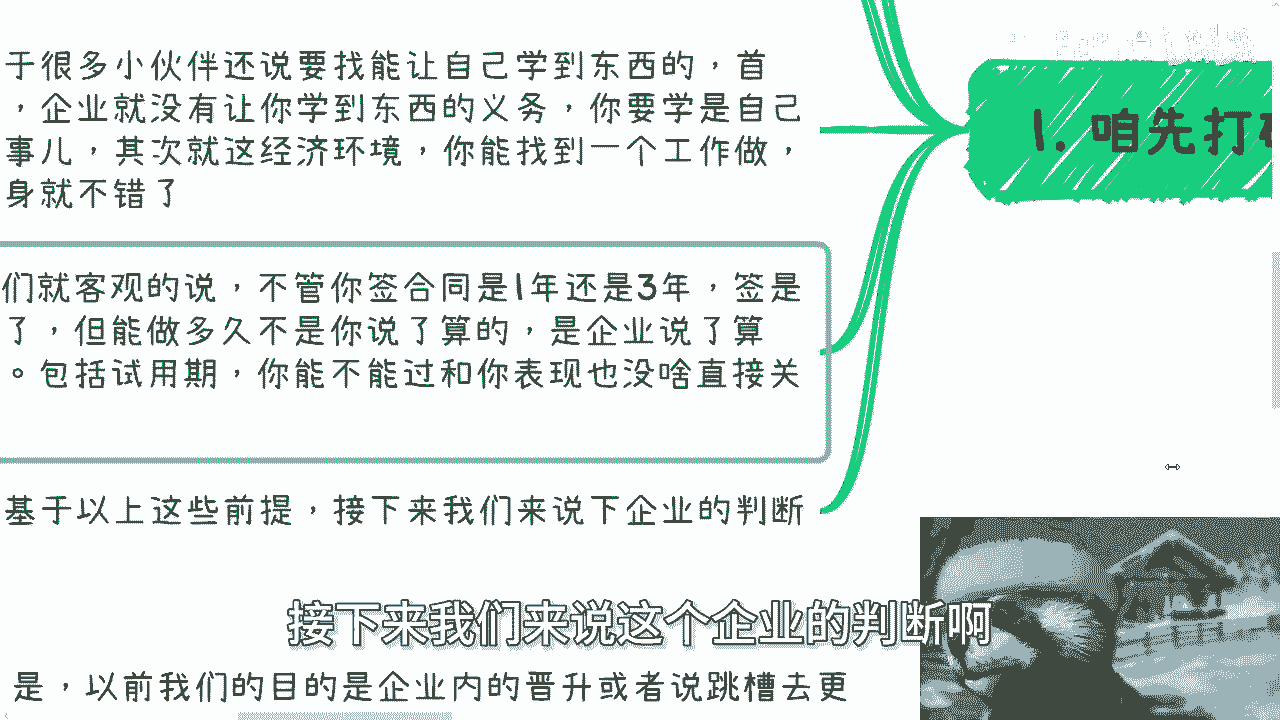 于很多小伙伴还说要找能让自己学到东西的，首
，企业就没有让你学到东西的义务，你要学是自己
事儿，其次就这经济环境，你能找到一个工作做，
身就不错了
们就客观的说，不管你签合同是1年还是3年，签是
了，但能做多久不是你说了算的，是企业说了算
。包括试用期，你能不能过和你表现也没啥直接关
基于以上这些前提，接下来我们来说下企业的判断
是，以前我们的目的是企业内的晋升或者说跳槽去更
1. 咱先打
接下来我们来说这个企业的判断啊